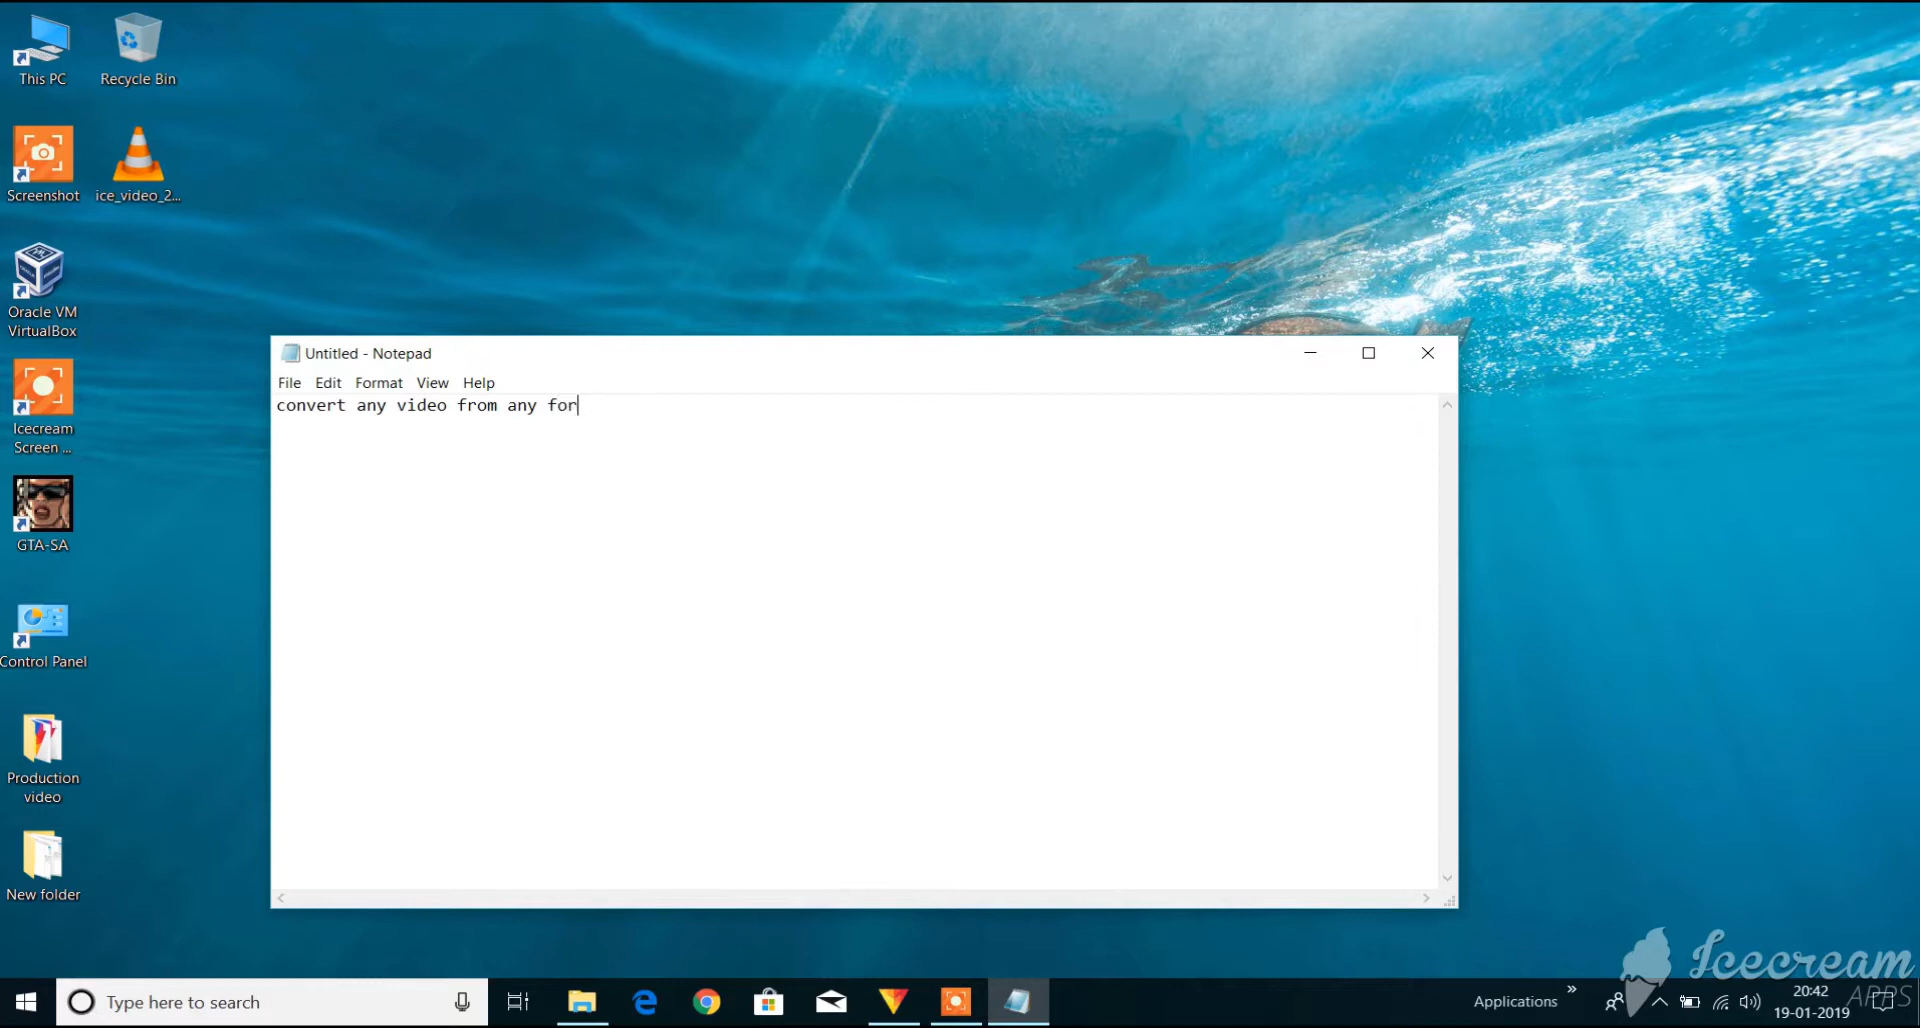 This PC
Recycle Bin
Screenshot
ice_video_2...
Oracle VM
VirtualBox
Icecream
Screen ...
GTA-SA
Control Panel
Production
video
New folder
Untitled - Notepad
File Edit Format View Help
convert any video from any for
Icecream
APPS
Type here to search
Applications
20:42
19-01-2019